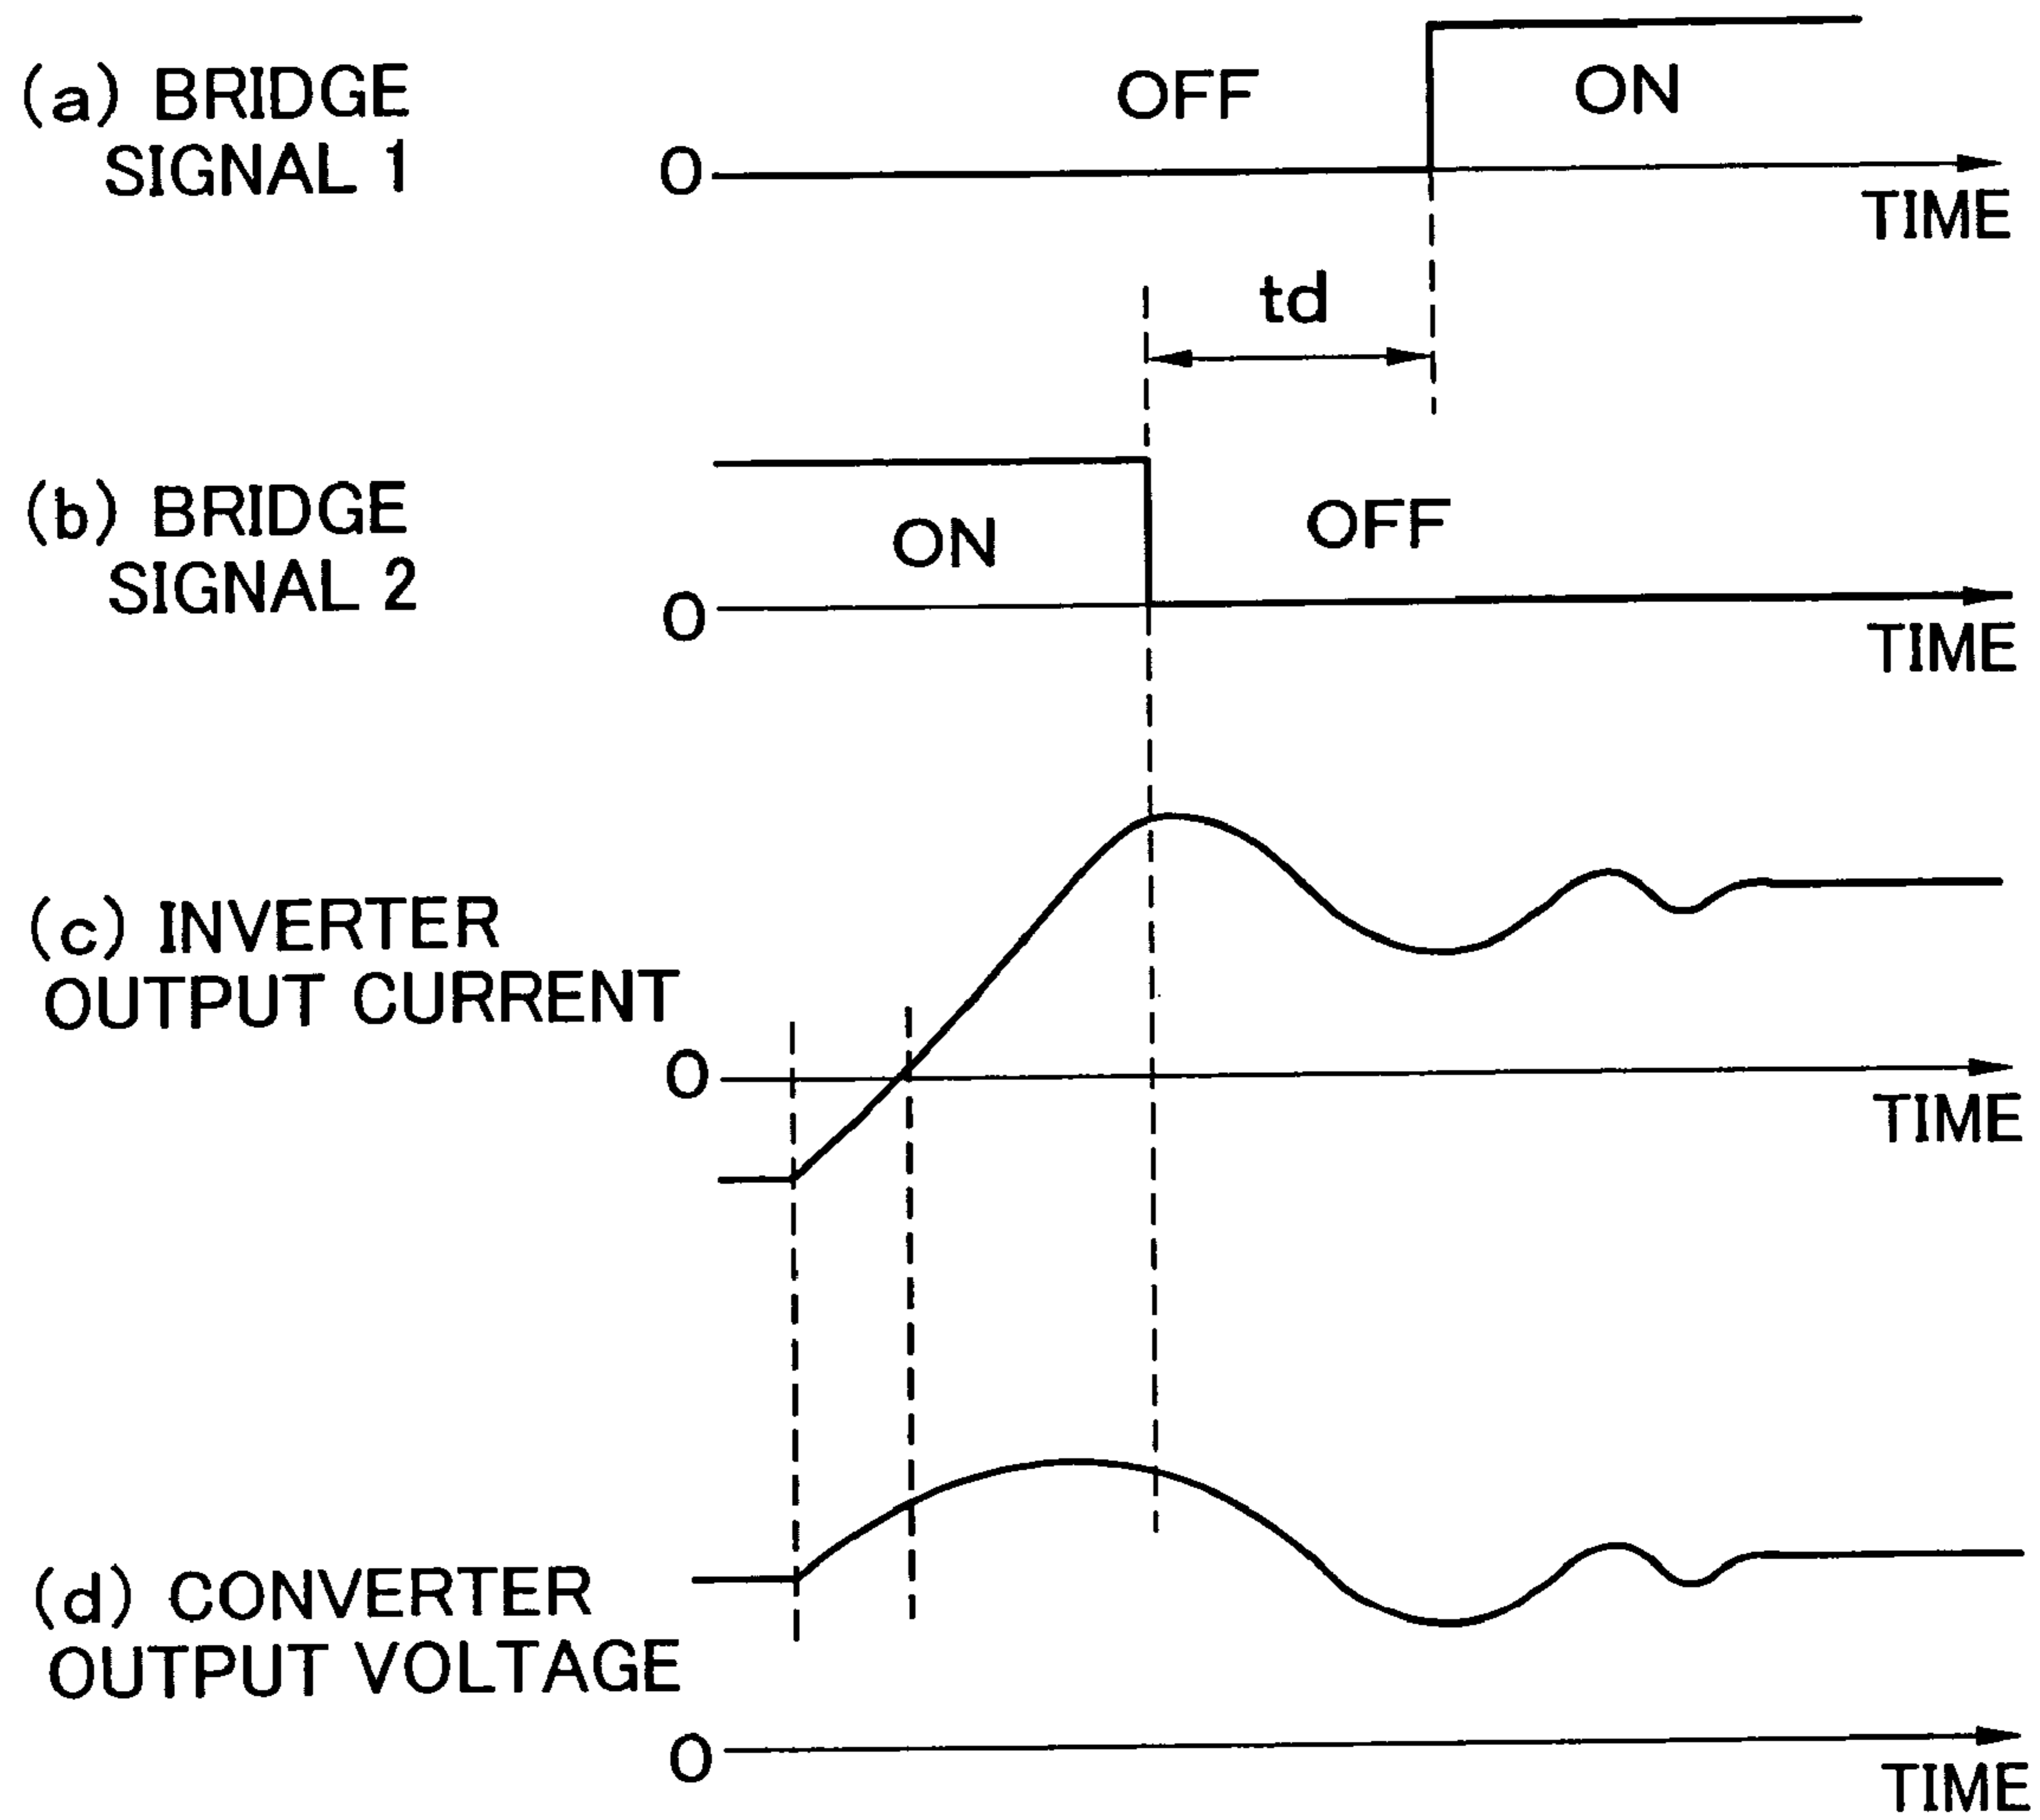 (a) BRIDGE
SIGNAL 1
OFF
ON
0
TIME
td
(b) BRIDGE
SIGNAL 2
ON
OFF
0
TIME
(c) INVERTER
OUTPUT CURRENT
0
TIME
(d) CONVERTER
OUTPUT VOLTAGE
0
TIME